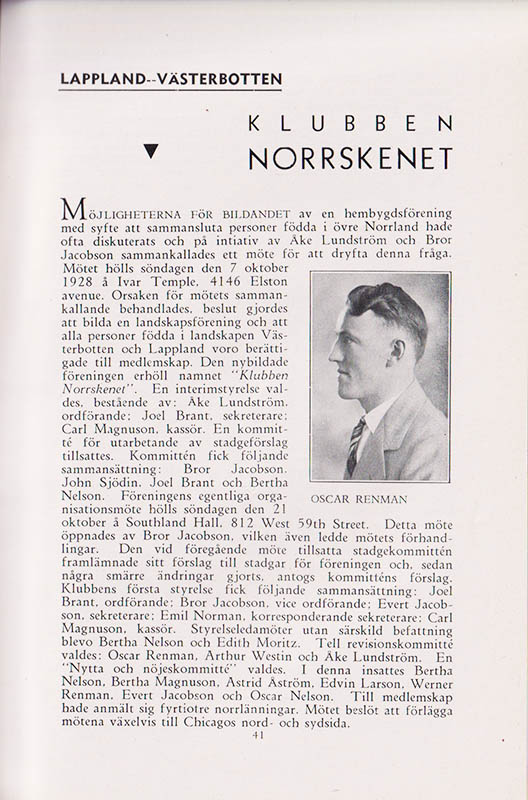 LAPPLAND--VÄSTERBOTTEN
KLUBBEN
NORRSKENET
MÖJLIGHETERNA FÖR BILDANDET av en hembygdsförening
med syfte att sammansluta personer födda i övre Norrland hade
ofta diskuterats och på intiativ av Åke Lundström och Bror
Jacobson sammankallades ett möte för att dryfta denna fråga.
Mötet hölls söndagen den 7 oktober
1928 å Ivar Temple, 4146 Elston
avenue. Orsaken för mötets samman-
kallande behandlades, beslut gjordes
att bilda en landskapsförening och att
alla personer födda i landskapen Väs-
terbotten och Lappland voro berätti-
gade till medlemskap. Den nybildade
föreningen erhöll namnet "Klubben
Norrskenet". En interimstyrelse val-
des, bestående av: Åke Lundström,
ordförande; Joel Brant, sekreterare;
Carl Magnuson, kassör. En kommit-
té för utarbetande av stadgeförslag
tillsattes. Kommittén fick följande
sammansättning: Bror Jacobson,
John Sjödin, Joel Brant och Bertha
Nelson. Föreningens egentliga orga-
nisationsmöte hölls söndagen den 21
OSCAR RENMAN
oktober å Southland Hall, 812 West 59th Street. Detta möte
öppnades av Bror Jacobson, vilken även ledde mötets förhand-
lingar. Den vid föregående möte tillsatta stadgekommittén
framlämnade sitt förslag till stadgar för föreningen och, sedan
några smärre ändringar gjorts, antogs kommitténs förslag.
Klubbens första styrelse fick följande sammansättning: Joel
Brant, ordförande; Bror Jacobson, vice ordförande; Evert Jacob-
son, sekreterare; Emil Norman, korresponderande sekreterare; Carl
Magnuson, kassör. Styrelseledamöter utan särskild befattning
blevo Bertha Nelson och Edith Moritz. Tell revisionskommitté
valdes: Oscar Renman, Arthur Westin och Åke Lundström. En
"Nytta och nöjeskommitté" valdes. I denna insattes Bertha
Nelson, Bertha Magnuson, Astrid Åström, Edvin Larson, Werner
Renman, Evert Jacobson och Oscar Nelson. Till medlemskap
hade anmält sig fyrtiotre norrlänningar. Mötet beslöt att förlägga
mötena växelvis till Chicagos nord- och sydsida.
41